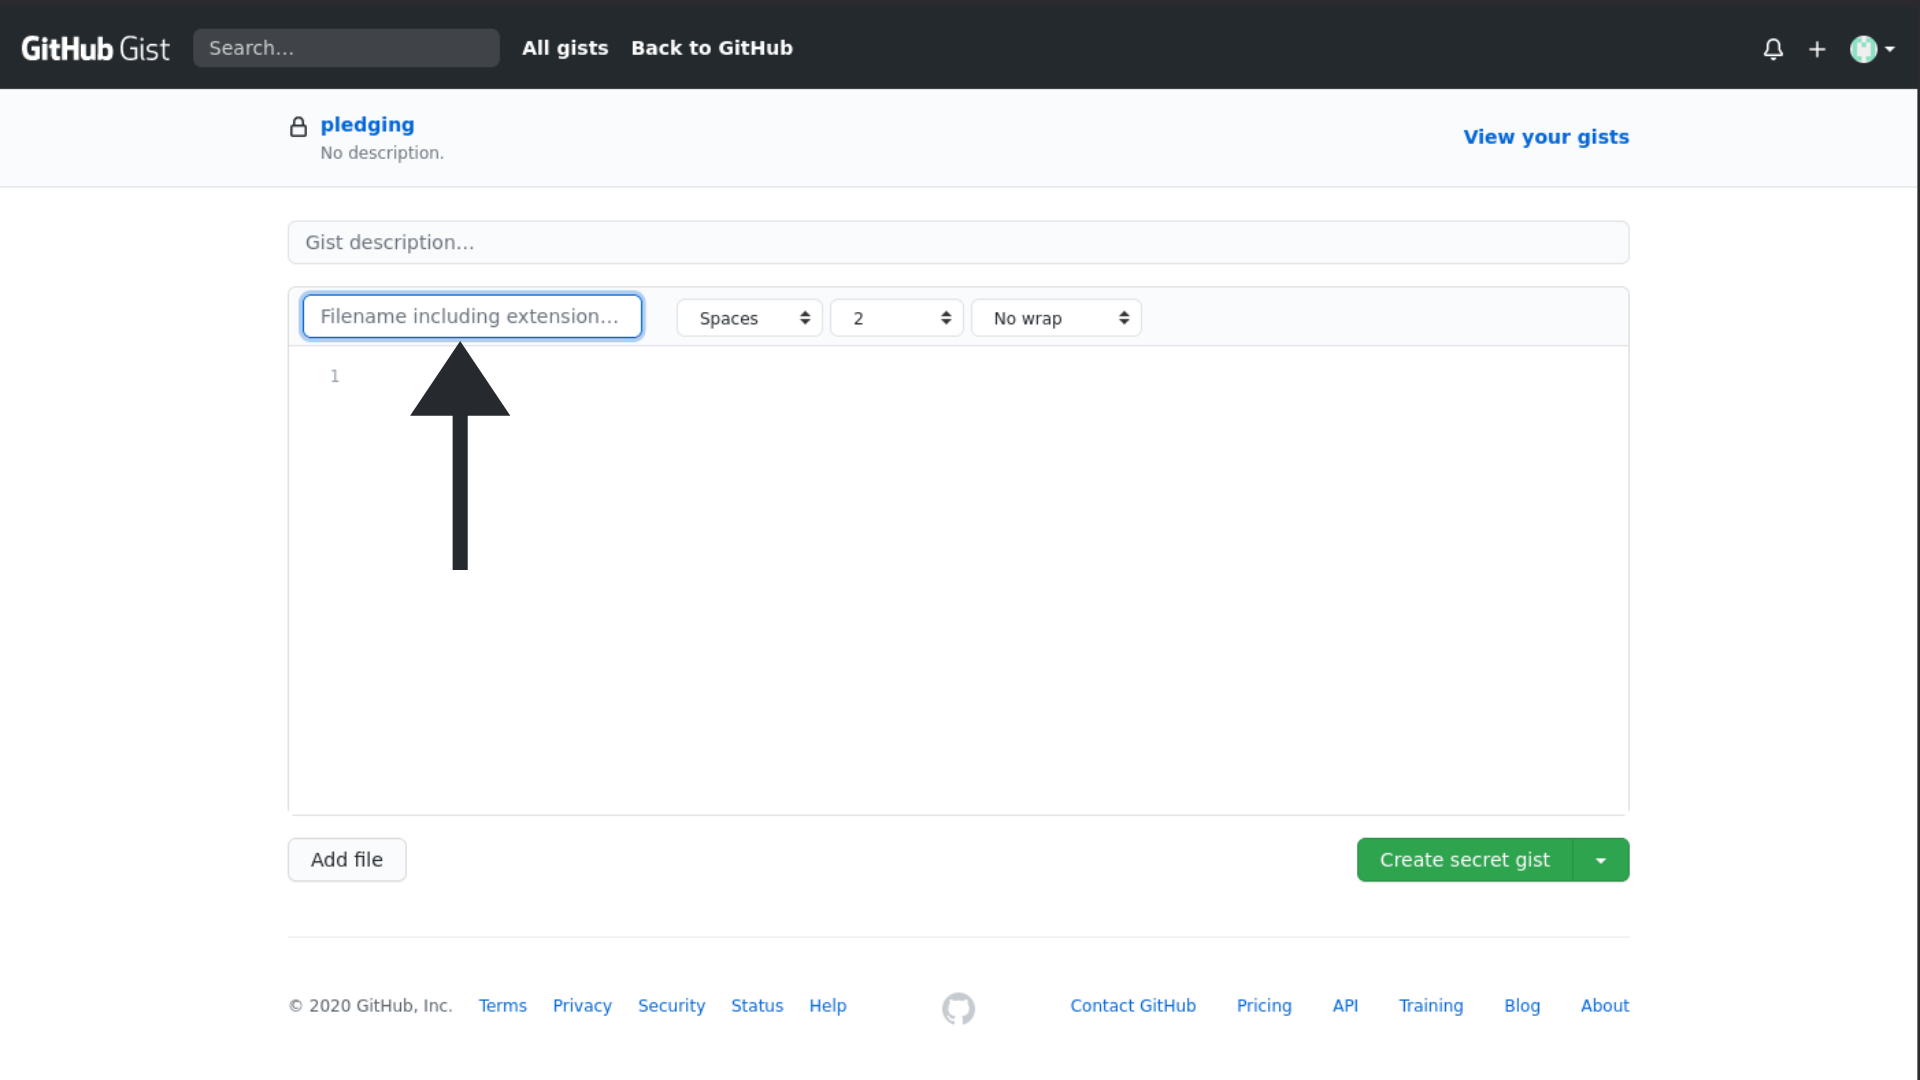 GitHub Gist Search... All gists Back to GitHub
pledging
No description.
View your gists
Gist description...
Filename including extension... Spaces 2 No wrap
1
Add file Create secret gist
© 2020 GitHub, Inc. Terms Privacy Security Status Help Contact GitHub Pricing API Training Blog About